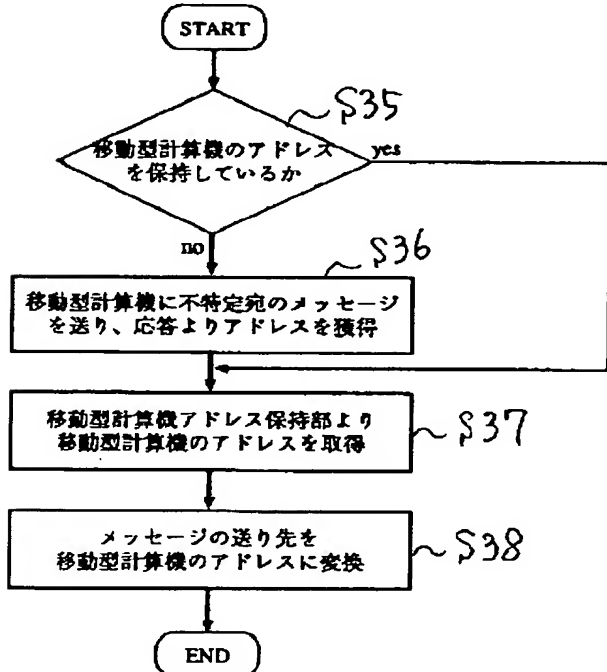 START
S35
移動型計算機のアドレス
を保持しているか
yes
no
S36
移動型計算機に不特定宛のメッセージ
を送り、応答よりアドレスを獲得
移動型計算機アドレス保持部より
移動型計算機のアドレスを取得
S37
メッセージの送り先を
移動型計算機のアドレスに変換
S38
END